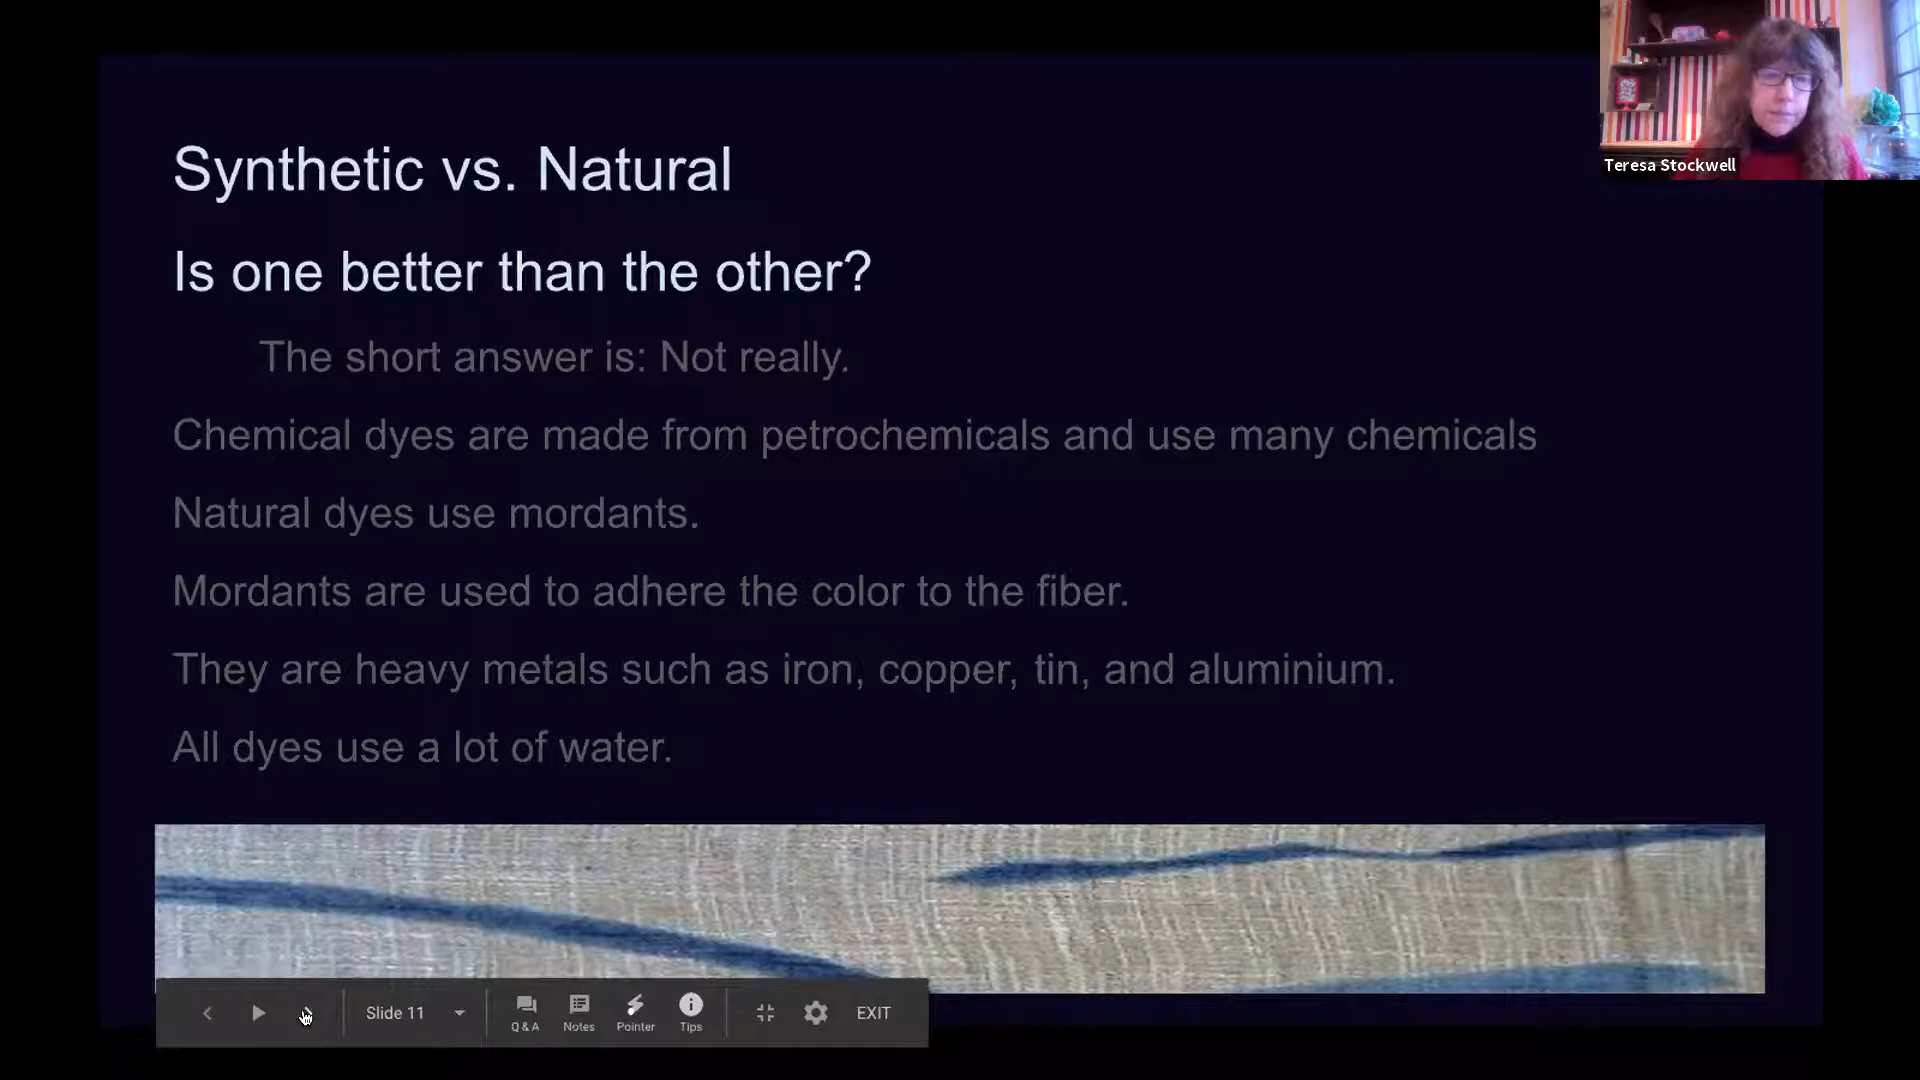 Synthetic vs. Natural
Is one better than the other?
The short answer is: Not really.
Chemical dyes are made from petrochemicals and use many chemicals
Natural dyes use mordants.
Mordants are used to adhere the color to the fiber.
They are heavy metals such as iron, copper, tin, and aluminium.
All dyes use a lot of water.
Teresa Stockwell
Slide 11
Q & A
Notes
Pointer
Tips
EXIT